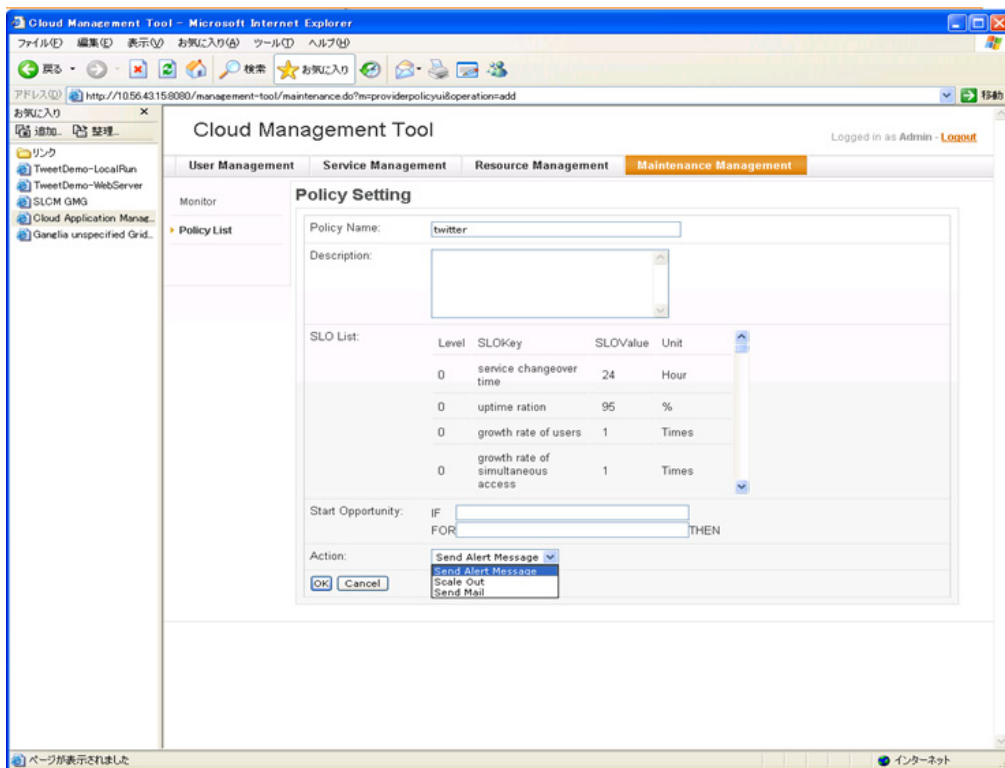 Cloud Management Tool - Microsoft Internet Explorer
ファイル(F) 編集(E) 表示(V) お気に入り(A) ツール(T) ヘルプ(H)
戻る 検索 お気に入り
アドレス(D) http://10.56.43.15:8080/management-tool/maintenance.do?m=providerpolicyui&operation=add 移動
お気に入り ×
追加... 整理...
リンク
TweetDemo-LocalRun
TweetDemo-WebServer
SLCM GMG
Cloud Application Manage...
Ganglia unspecified Grid...
Cloud Management Tool
Logged in as Admin - Logout
User Management Service Management Resource Management Maintenance Management
Monitor
Policy List
Policy Setting
Policy Name: twitter
Description:
SLO List:
Level SLOKey SLOValue Unit
0 service changeover time 24 Hour
0 uptime ration 95 %
0 growth rate of users 1 Times
0 growth rate of simultaneous access 1 Times
Start Opportunity: IF
FOR THEN
Action: Send Alert Message
Send Alert Message
Scale Out
Send Mail
OK Cancel
ページが表示されました インターネット